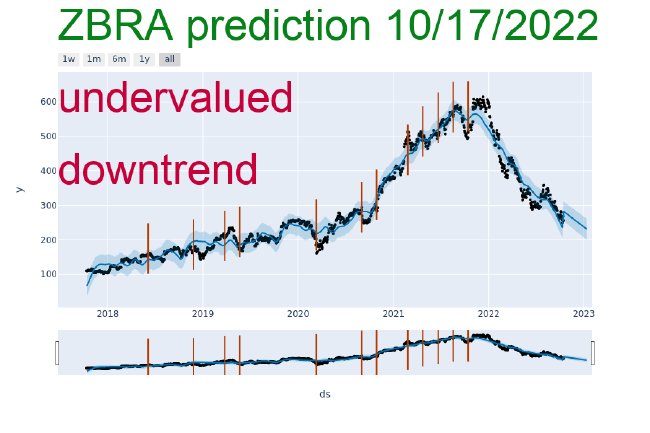 ZBRA prediction 10/17/2022
1w 1m 6m 1y all
undervalued
downtrend
600
500
400
300
200
100
y
2018 2019 2020 2021 2022 2023
ds